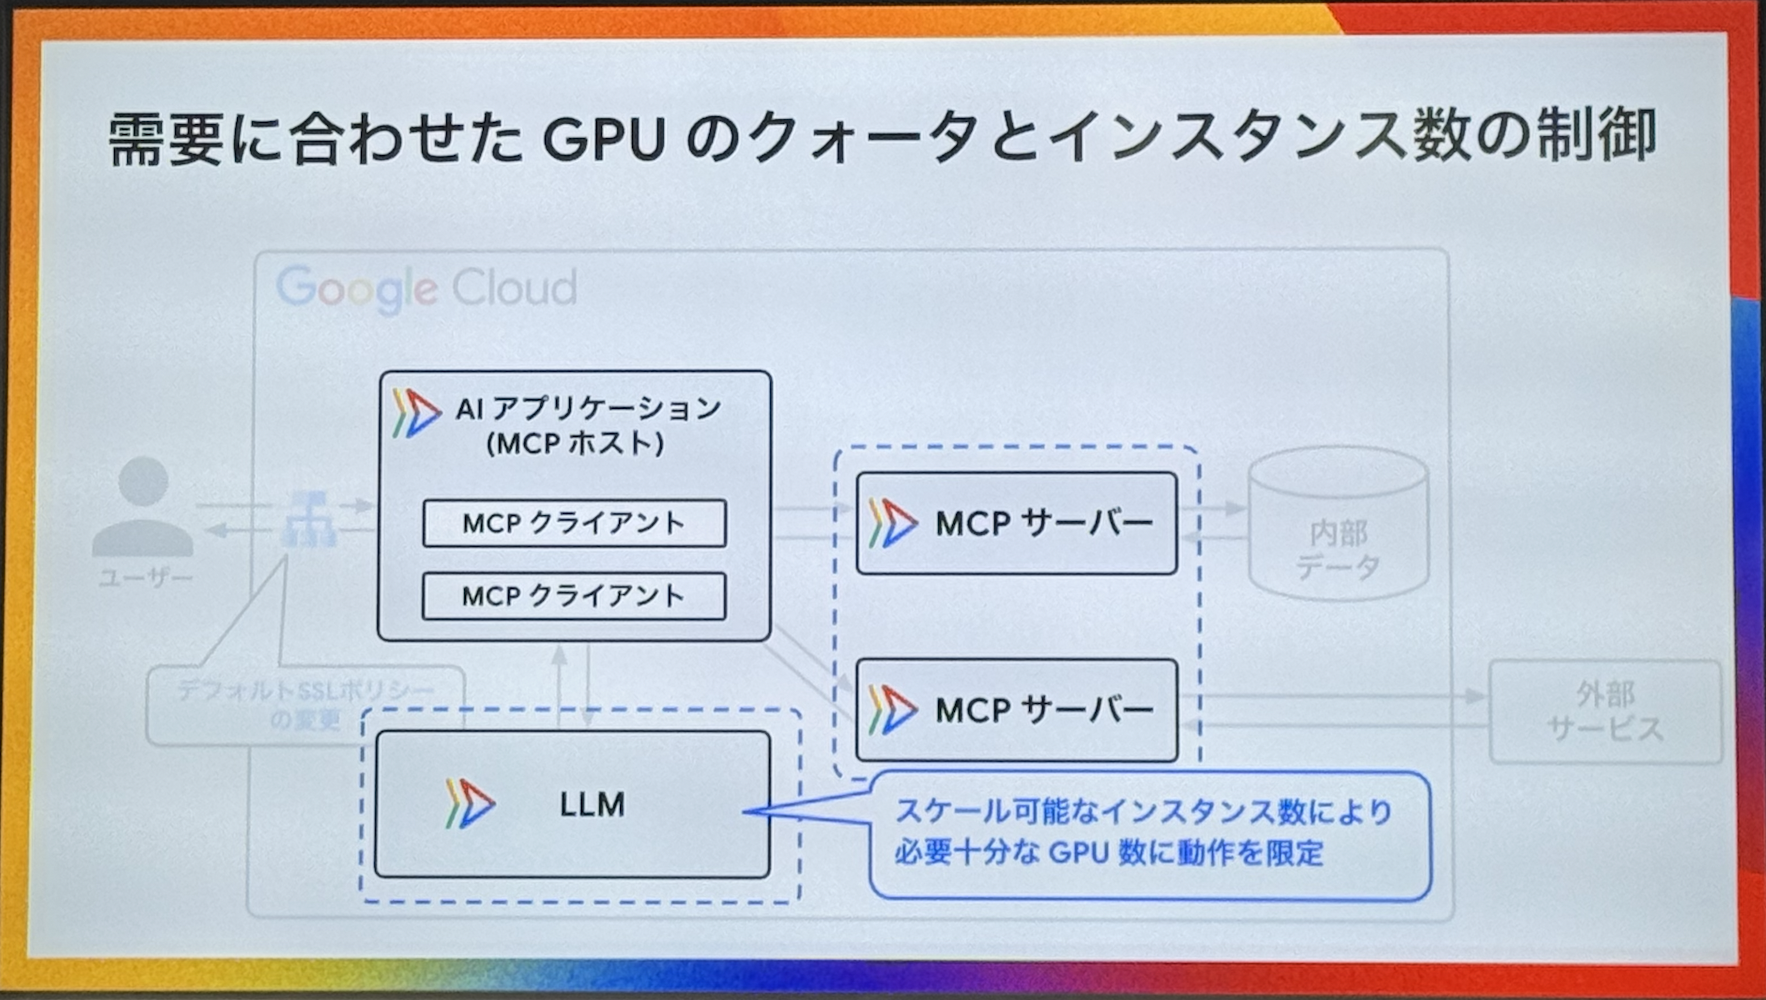 需要に合わせた GPU のクォータとインスタンス数の制御
Google Cloud
AI アプリケーション
(MCP ホスト)
MCP クライアント
MCP クライアント
MCP サーバー
MCP サーバー
内部
データ
ユーザー
デフォルトSSLポリシー
の変更
外部
サービス
LLM
スケール可能なインスタンス数により
必要十分な GPU 数に動作を限定